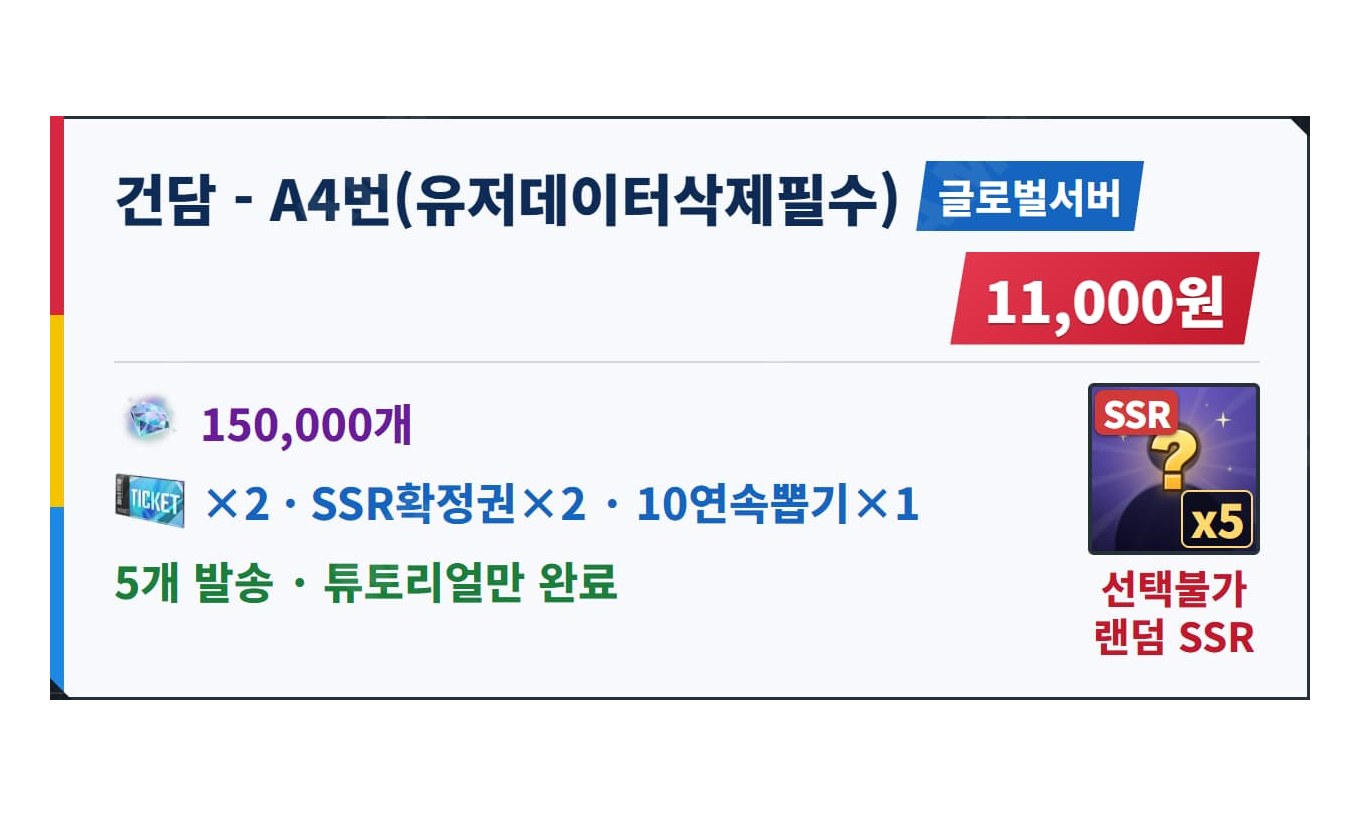 건담 - A4번(유저데이터삭제필수) 글로벌서버
11,000원
150,000개
TICKET ×2 · SSR확정권×2 · 10연속뽑기×1
5개 발송 · 튜토리얼만 완료
SSR
x5
선택불가
랜덤 SSR